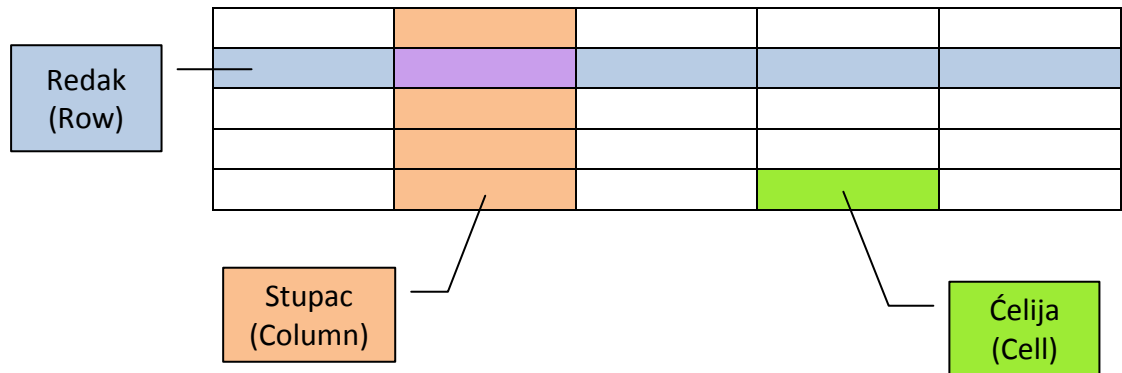 Redak
(Row)
Stupac
(Column)
Ćelija
(Cell)